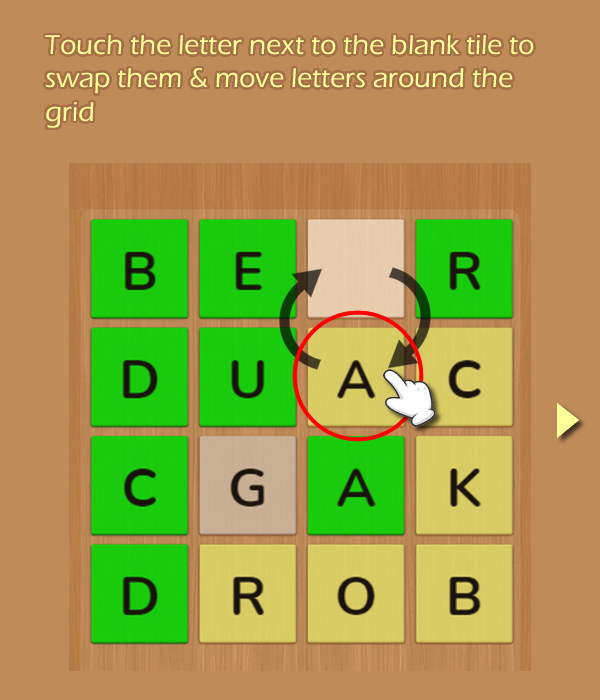 Touch the letter next to the blank tile to
swap them & move letters around the
grid
B E R
D U A C
C G A K
D R O B